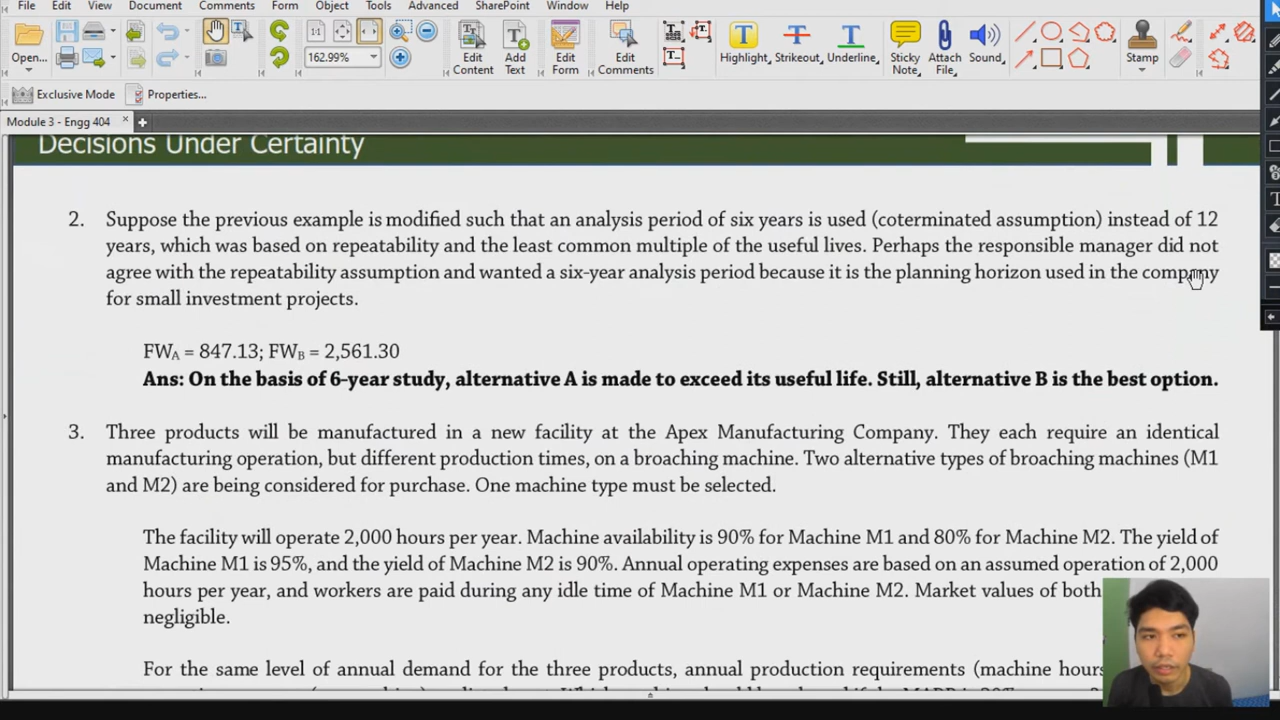 File Edit View Document Comments Form Object Tools Advanced SharePoint Window Help
Open...
1:1
162.99%
Edit Content
Add Text
Edit Form
Edit Comments
Highlight,
Strikeout,
Underline,
Sticky Note,
Attach File,
Sound,
Stamp
Exclusive Mode Properties...
Module 3 - Engg 404
Decisions Under Certainty
2. Suppose the previous example is modified such that an analysis period of six years is used (coterminated assumption) instead of 12
years, which was based on repeatability and the least common multiple of the useful lives. Perhaps the responsible manager did not
agree with the repeatability assumption and wanted a six-year analysis period because it is the planning horizon used in the company
for small investment projects.
FWA = 847.13; FWB = 2,561.30
Ans: On the basis of 6-year study, alternative A is made to exceed its useful life. Still, alternative B is the best option.
3. Three products will be manufactured in a new facility at the Apex Manufacturing Company. They each require an identical
manufacturing operation, but different production times, on a broaching machine. Two alternative types of broaching machines (M1
and M2) are being considered for purchase. One machine type must be selected.
The facility will operate 2,000 hours per year. Machine availability is 90% for Machine M1 and 80% for Machine M2. The yield of
Machine M1 is 95%, and the yield of Machine M2 is 90%. Annual operating expenses are based on an assumed operation of 2,000
hours per year, and workers are paid during any idle time of Machine M1 or Machine M2. Market values of both
negligible.
For the same level of annual demand for the three products, annual production requirements (machine hours